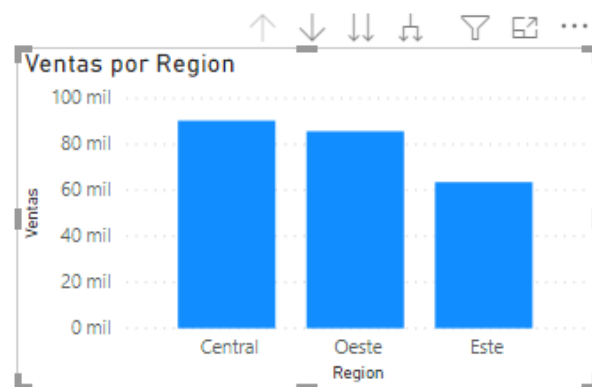 Ventas por Region
100 mil
80 mil
60 mil
40 mil
20 mil
0 mil
Ventas
Central Oeste Este
Region